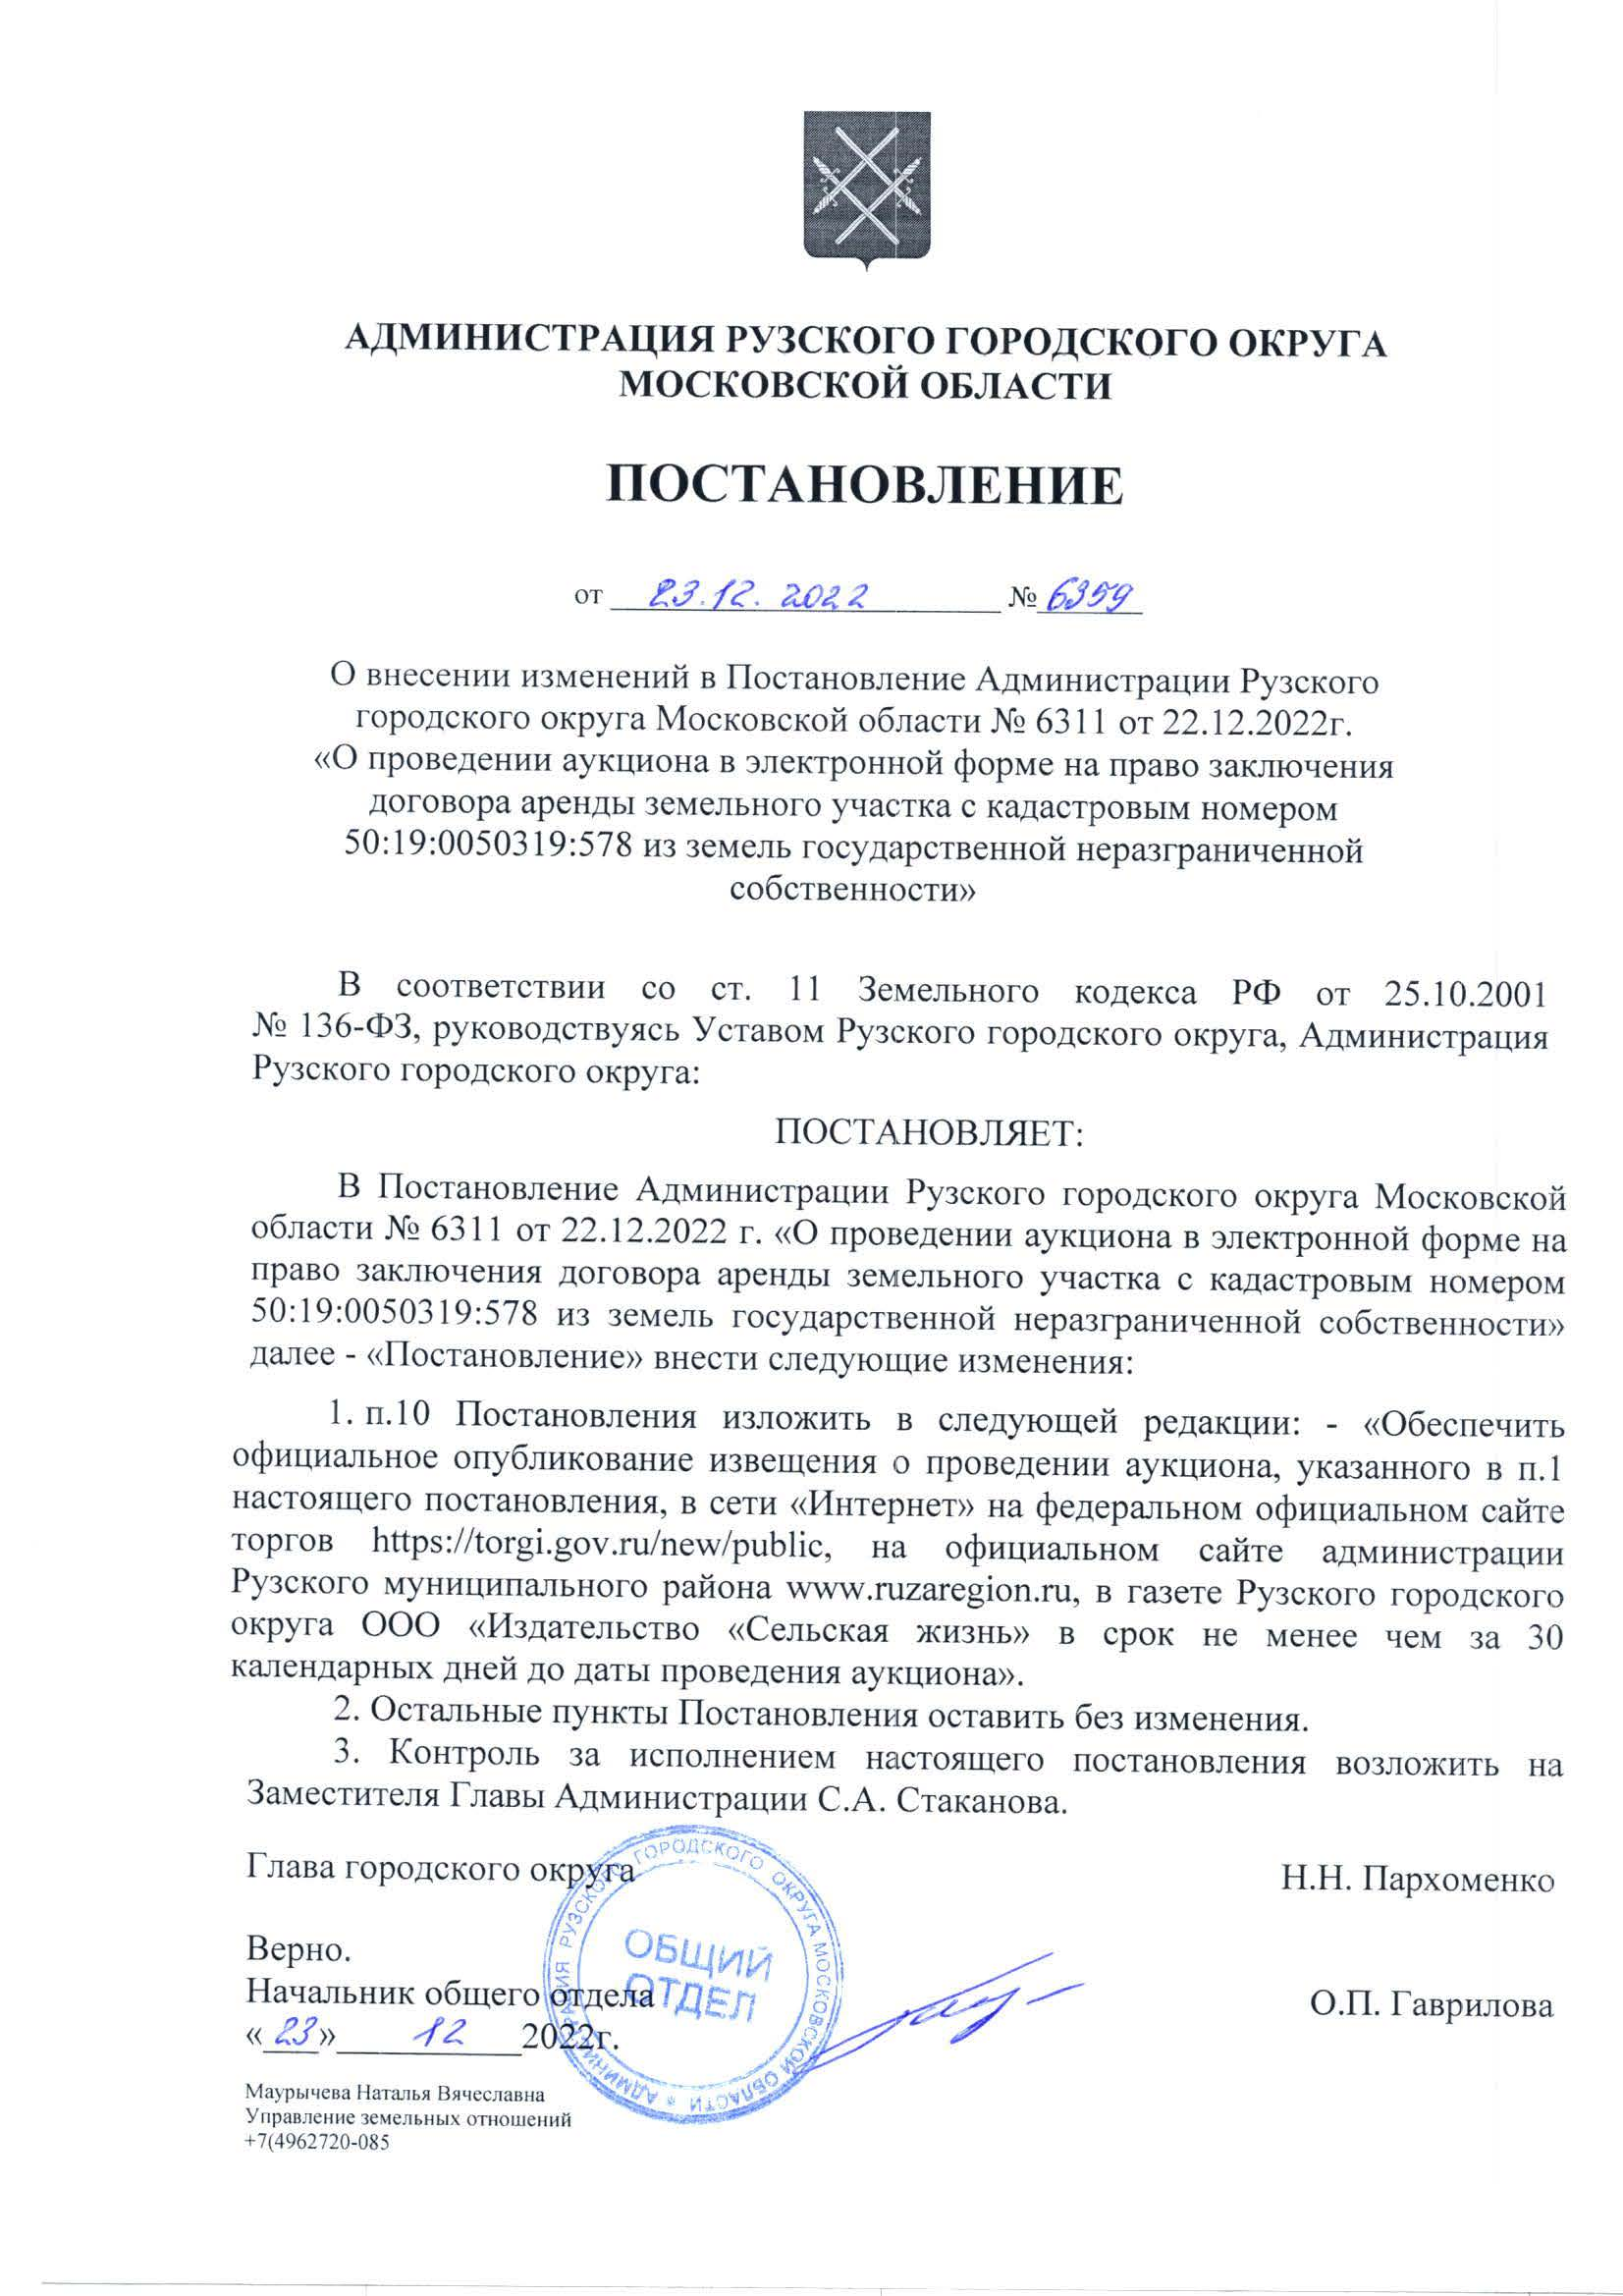 АДМИНИСТРАЦИЯ РУЗСКОГО ГОРОДСКОГО ОКРУГА
МОСКОВСКОЙ ОБЛАСТИ
ПОСТАНОВЛЕНИЕ
от 23.12.2022 № 6359
О внесении изменений в Постановление Администрации Рузского
городского округа Московской области № 6311 от 22.12.2022г.
«О проведении аукциона в электронной форме на право заключения
договора аренды земельного участка с кадастровым номером
50:19:0050319:578 из земель государственной неразграниченной
собственности»
В соответствии со ст. 11 Земельного кодекса РФ от 25.10.2001
№ 136-ФЗ, руководствуясь Уставом Рузского городского округа, Администрация
Рузского городского округа:
ПОСТАНОВЛЯЕТ:
В Постановление Администрации Рузского городского округа Московской
области № 6311 от 22.12.2022 г. «О проведении аукциона в электронной форме на
право заключения договора аренды земельного участка с кадастровым номером
50:19:0050319:578 из земель государственной неразграниченной собственности»
далее - «Постановление» внести следующие изменения:
1. п.10 Постановления изложить в следующей редакции: - «Обеспечить
официальное опубликование извещения о проведении аукциона, указанного в п.1
настоящего постановления, в сети «Интернет» на федеральном официальном сайте
торгов https://torgi.gov.ru/new/public, на официальном сайте администрации
Рузского муниципального района www.ruzaregion.ru, в газете Рузского городского
округа ООО «Издательство «Сельская жизнь» в срок не менее чем за 30
календарных дней до даты проведения аукциона».
2. Остальные пункты Постановления оставить без изменения.
3. Контроль за исполнением настоящего постановления возложить на
Заместителя Главы Администрации С.А. Стаканова.
Глава городского округа Н.Н. Пархоменко
Верно.
Начальник общего отдела О.П. Гаврилова
«23» 12 2022г.
АДМИНИСТРАЦИЯ РУЗСКОГО ГОРОДСКОГО ОКРУГА МОСКОВСКОЙ ОБЛАСТИ
ОБЩИЙ
ОТДЕЛ
Маурычева Наталья Вячеславна
Управление земельных отношений
+7(4962720-085